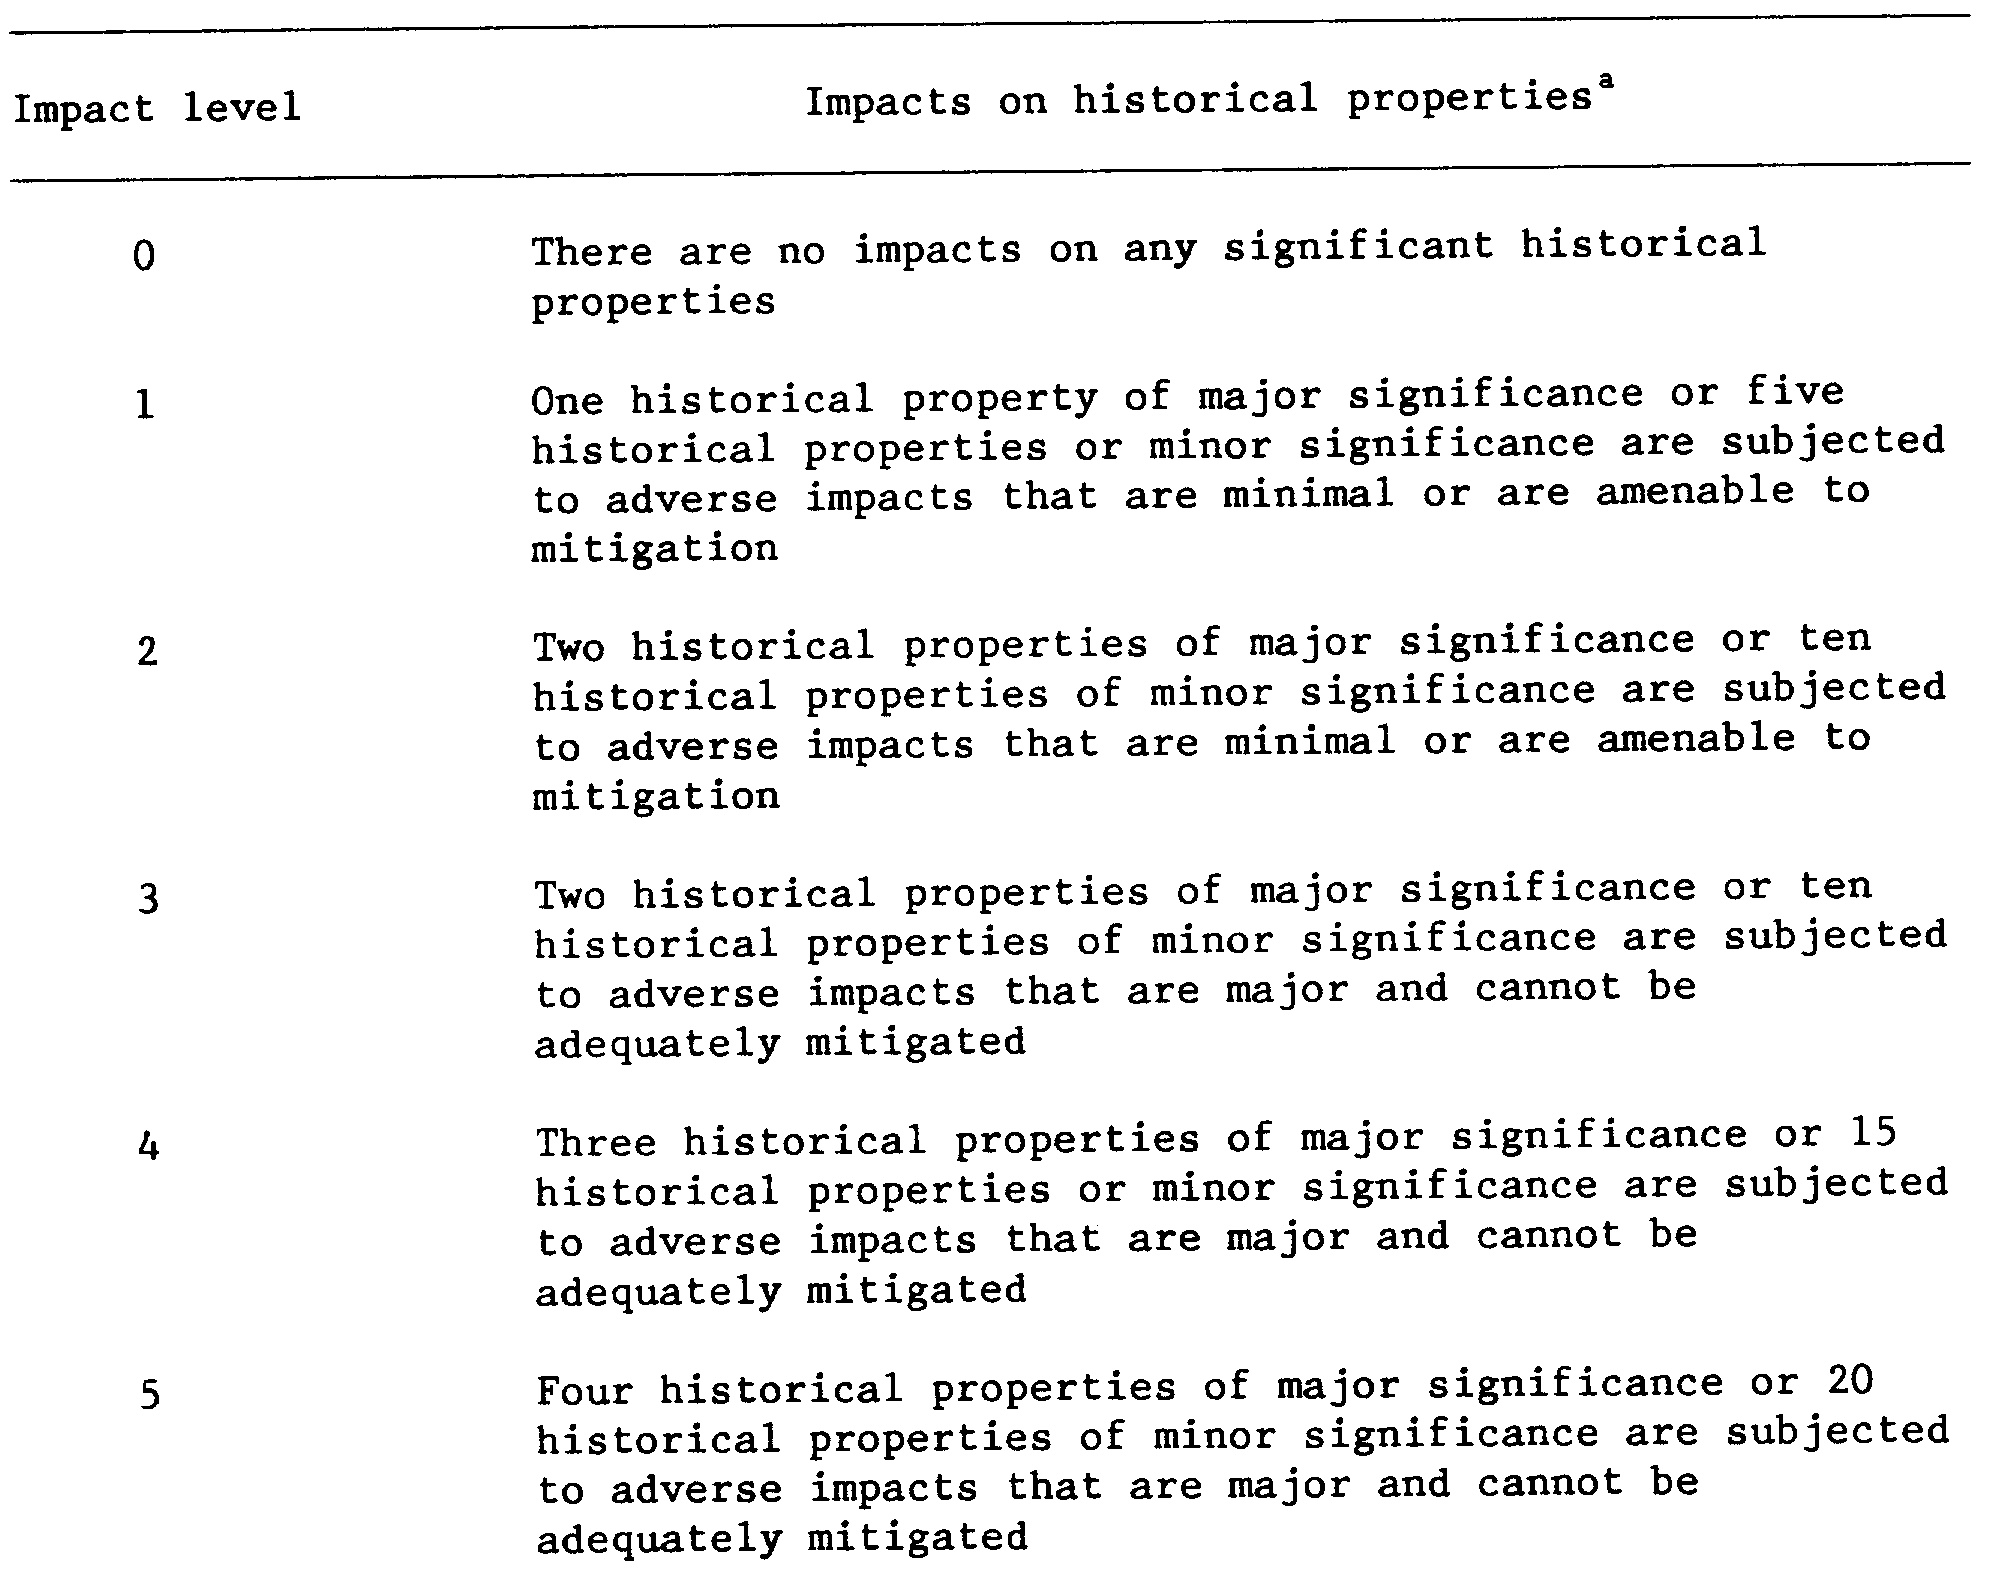 Impact level Impacts on historical properties^a
0 There are no impacts on any significant historical
properties
1 One historical property of major significance or five
historical properties or minor significance are subjected
to adverse impacts that are minimal or are amenable to
mitigation
2 Two historical properties of major significance or ten
historical properties of minor significance are subjected
to adverse impacts that are minimal or are amenable to
mitigation
3 Two historical properties of major significance or ten
historical properties of minor significance are subjected
to adverse impacts that are major and cannot be
adequately mitigated
4 Three historical properties of major significance or 15
historical properties or minor significance are subjected
to adverse impacts that are major and cannot be
adequately mitigated
5 Four historical properties of major significance or 20
historical properties of minor significance are subjected
to adverse impacts that are major and cannot be
adequately mitigated